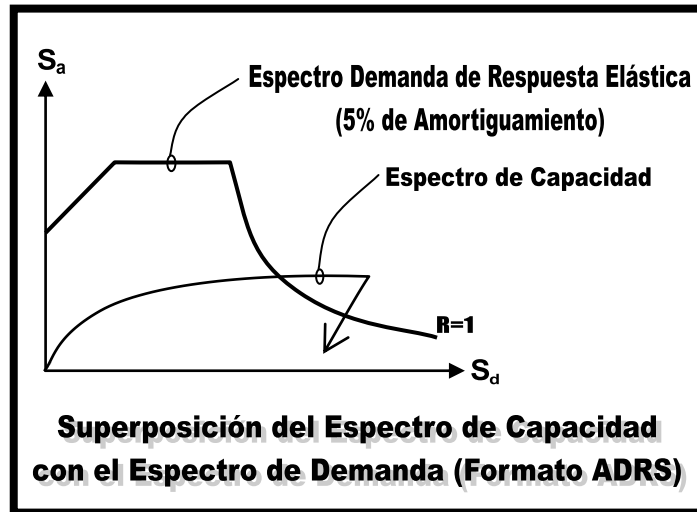 Sa
Espectro Demanda de Respuesta Elástica
(5% de Amortiguamiento)
Espectro de Capacidad
R=1
Sd
Superposición del Espectro de Capacidad
con el Espectro de Demanda (Formato ADRS)